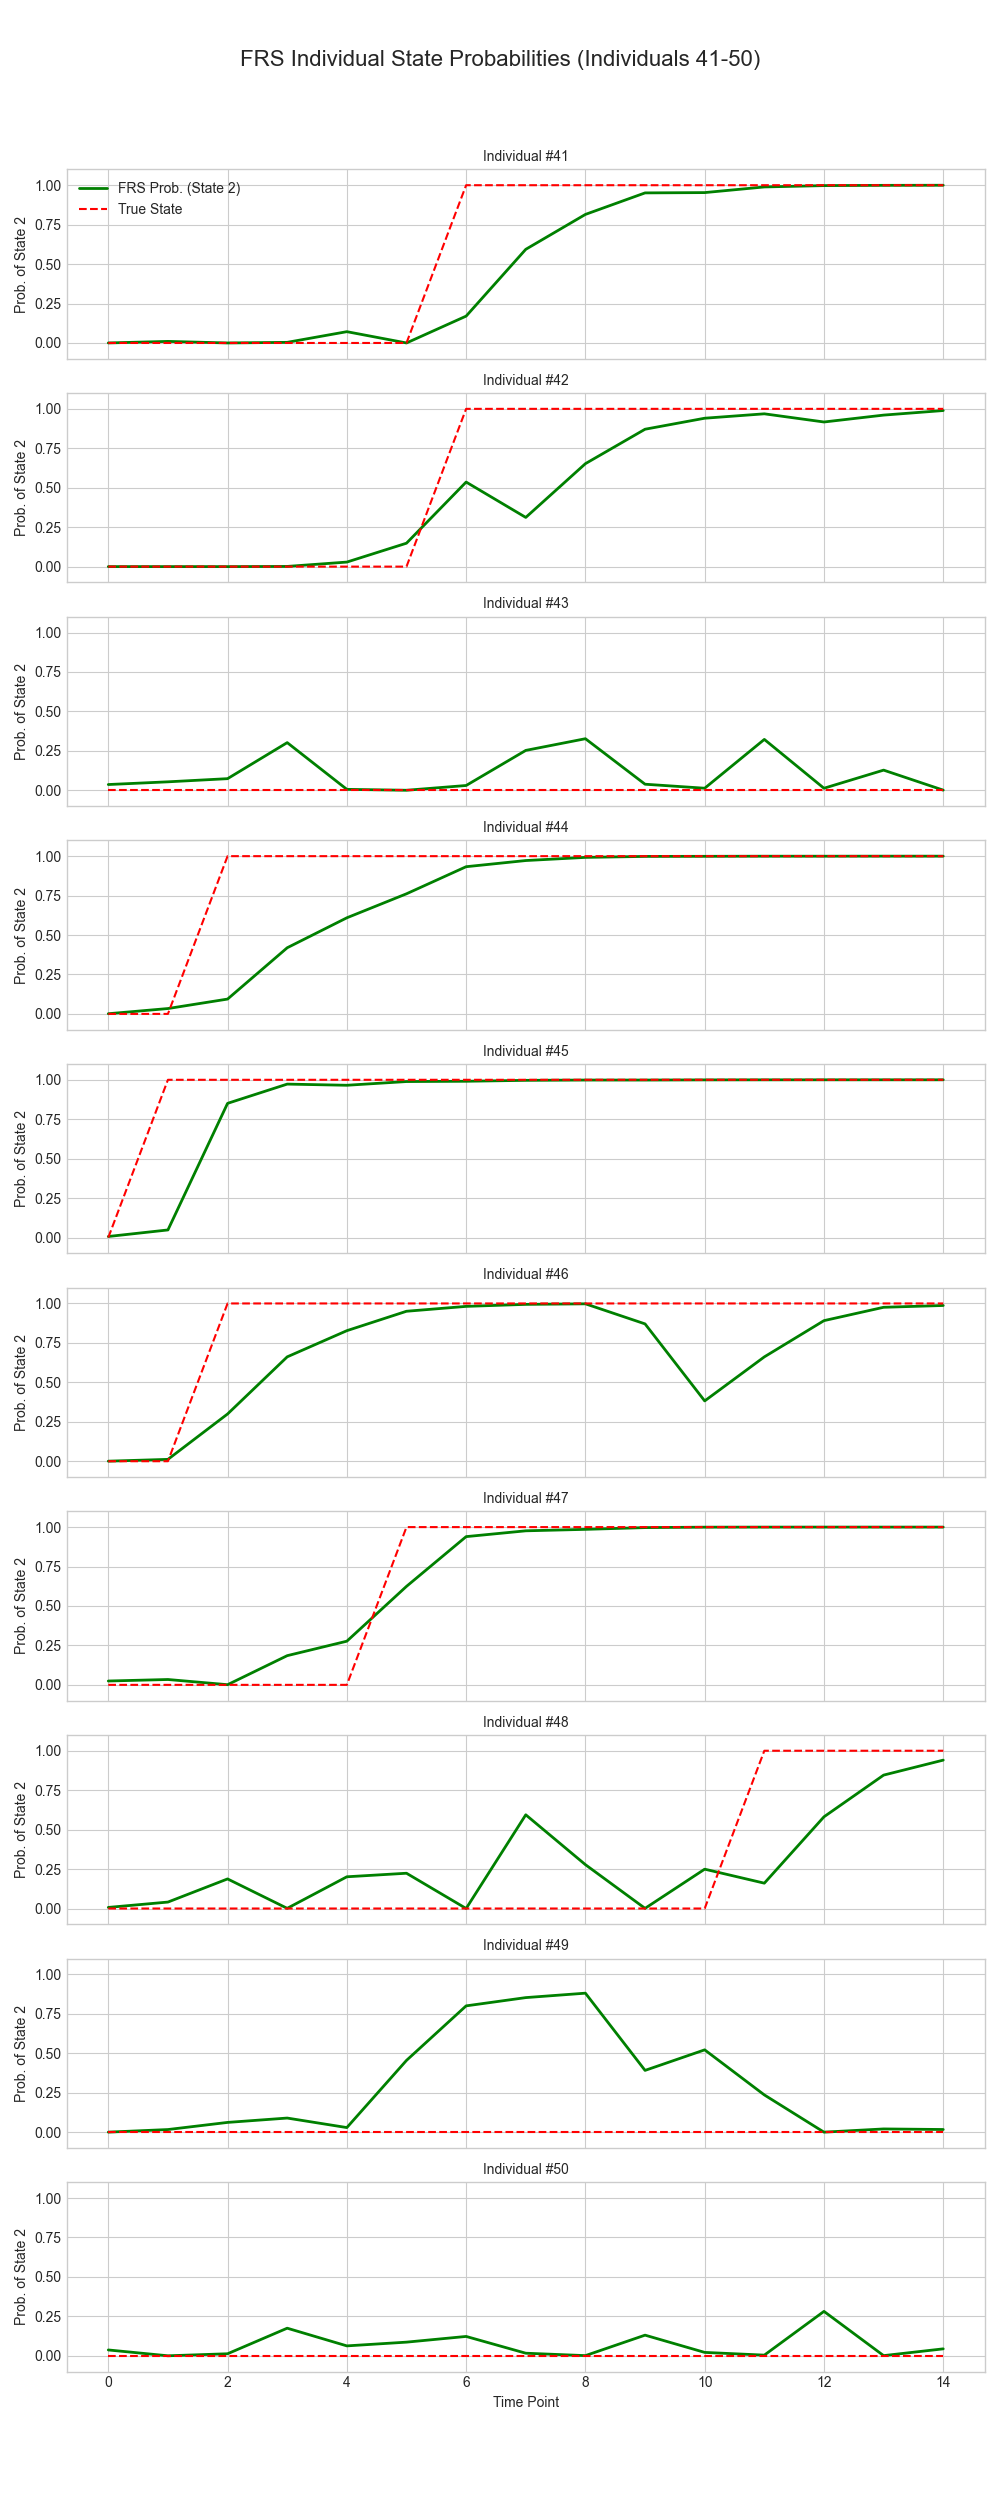 FRS Individual State Probabilities (Individuals 41-50)
Individual #41
FRS Prob. (State 2)
True State
Prob. of State 2
1.00
0.75
0.50
0.25
0.00
Individual #42
Prob. of State 2
1.00
0.75
0.50
0.25
0.00
Individual #43
Prob. of State 2
1.00
0.75
0.50
0.25
0.00
Individual #44
Prob. of State 2
1.00
0.75
0.50
0.25
0.00
Individual #45
Prob. of State 2
1.00
0.75
0.50
0.25
0.00
Individual #46
Prob. of State 2
1.00
0.75
0.50
0.25
0.00
Individual #47
Prob. of State 2
1.00
0.75
0.50
0.25
0.00
Individual #48
Prob. of State 2
1.00
0.75
0.50
0.25
0.00
Individual #49
Prob. of State 2
1.00
0.75
0.50
0.25
0.00
Individual #50
Prob. of State 2
1.00
0.75
0.50
0.25
0.00
0 2 4 6 8 10 12 14
Time Point